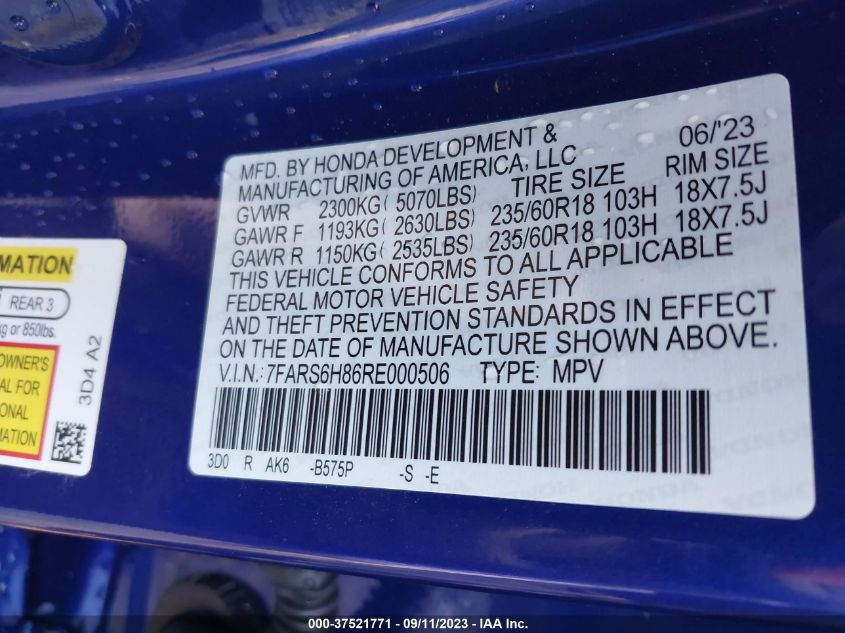 MFD. BY HONDA DEVELOPMENT & 06/'23
MANUFACTURING OF AMERICA, LLC TIRE SIZE RIM SIZE
GVWR 2300KG( 5070LBS)
GAWR F 1193KG( 2630LBS) 235/60R18 103H 18X7.5J
GAWR R 1150KG( 2535LBS) 235/60R18 103H 18X7.5J
THIS VEHICLE CONFORMS TO ALL APPLICABLE
FEDERAL MOTOR VEHICLE SAFETY
AND THEFT PREVENTION STANDARDS IN EFFECT
ON THE DATE OF MANUFACTURE SHOWN ABOVE.
V.I.N.: 7FARS6H86RE000506 TYPE: MPV
3D0 R AK6 -B575P -S -E
MATION
REAR 3
kg or 850lbs.
OWNER'S
AL FOR
ONAL
MATION
3D4 A2
000-37521771 - 09/11/2023 - IAA Inc.